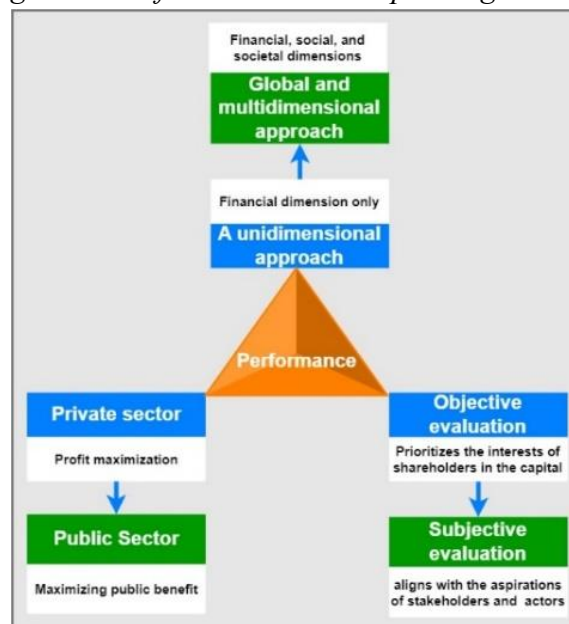 Financial, social, and
societal dimensions
Global and
multidimensional
approach
Financial dimension only
A unidimensional
approach
Performance
Private sector
Profit maximization
Public Sector
Maximizing public benefit
Objective
evaluation
Prioritizes the interests of
shareholders in the capital
Subjective
evaluation
aligns with the aspirations
of stakeholders and actors